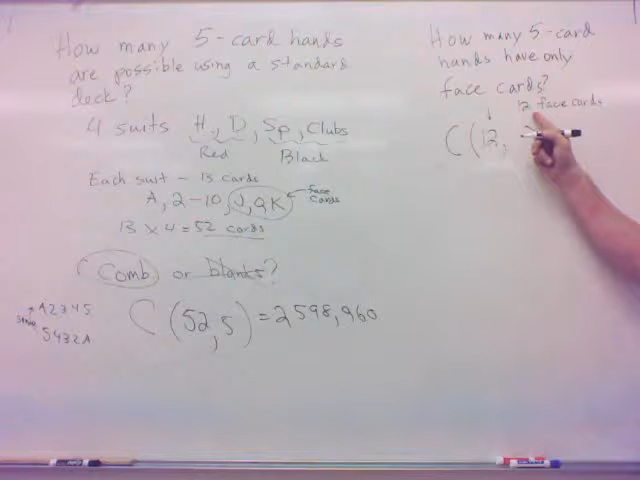 How many 5-card hands
are possible using a standard
deck?
4 suits H, D, Sp, Clubs
Red Black
Each suit - 13 cards
A, 2-10, J, Q K ← Face Cards
13 x 4 = 52 cards
Comb or blanks?
C (52, 5) = 2598,960
same A2345
5432A
How many 5-card
hands have only
face cards?
12 face cards
C (12,